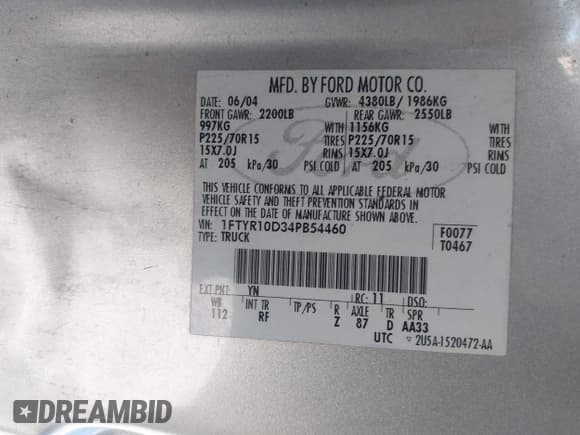 MFD. BY FORD MOTOR CO.
DATE 06/04 GVWR: 4380LB/ 1986KG
FRONT GAWR: 2200LB REAR GAWR: 2550LB
997KG WITH 1156KG WITH
P225/70R15 TIRES P225/70R15 TIRES
15X7.0J RIMS 15X7.0J RIMS
AT 205 kPa/30 PSI COLD AT 205 kPa/30 PSI COLD
Ford
THIS VEHICLE CONFORMS TO ALL APPLICABLE FEDERAL MOTOR
VEHICLE SAFETY AND THEFT PREVENTION STANDARDS IN
EFFECT ON THE DATE OF MANUFACTURE SHOWN ABOVE.
VIN: 1FTYR10D34PB54460 F0077
TYPE: TRUCK T0467
EXT PNT: YN RC: 11 DSO:
WB INT TR TP/PS R AXLE TR SPR
112 RF Z 87 D AA33
UTC ▽ 2USA-1520472-AA
DREAMBID